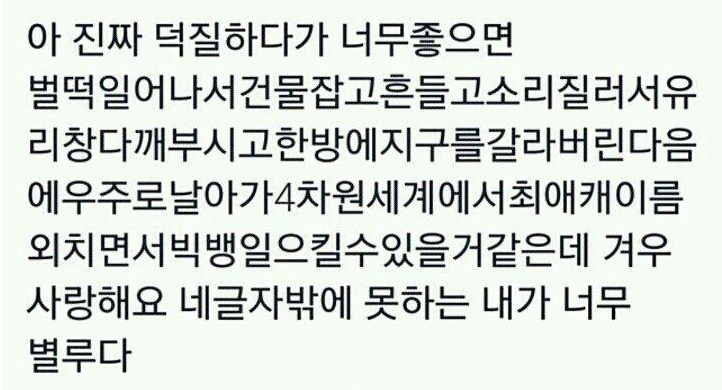 아 진짜 덕질하다가 너무좋으면
벌떡일어나서건물잡고흔들고소리질러서유
리창다깨부시고한방에지구를갈라버린다음
에우주로날아가4차원세계에서최애캐이름
외치면서빅뱅일으킬수있을거같은데 겨우
사랑해요 네글자밖에 못하는 내가 너무
별루다